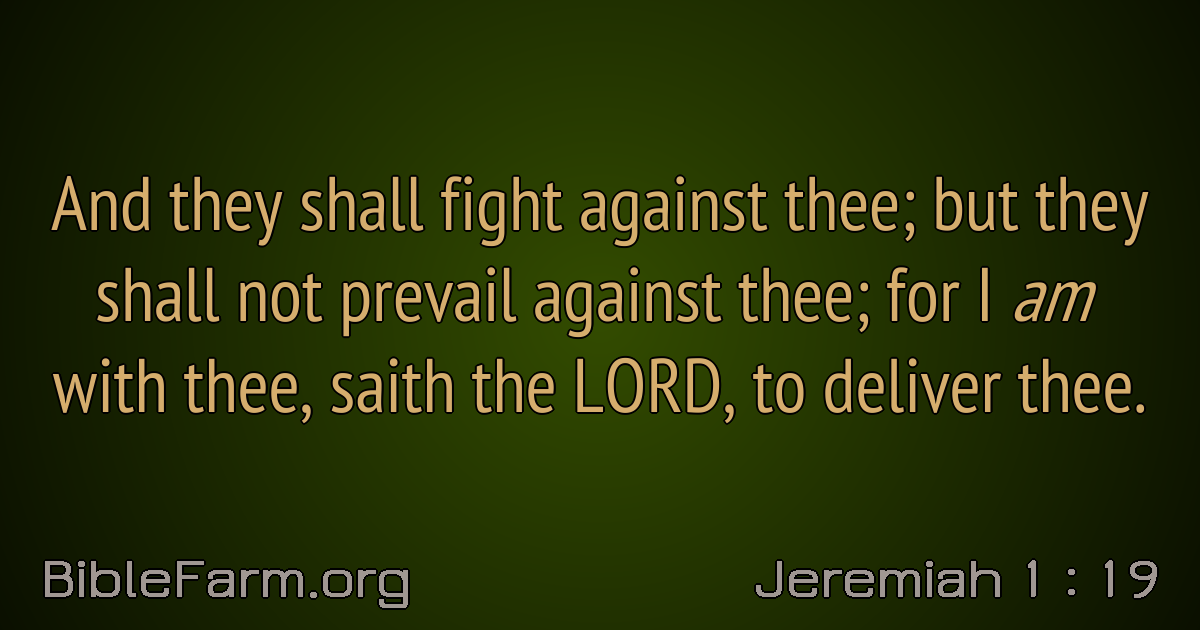 And they shall fight against thee; but they
shall not prevail against thee; for I am
with thee, saith the LORD, to deliver thee.
BibleFarm.org
Jeremiah 1 : 19